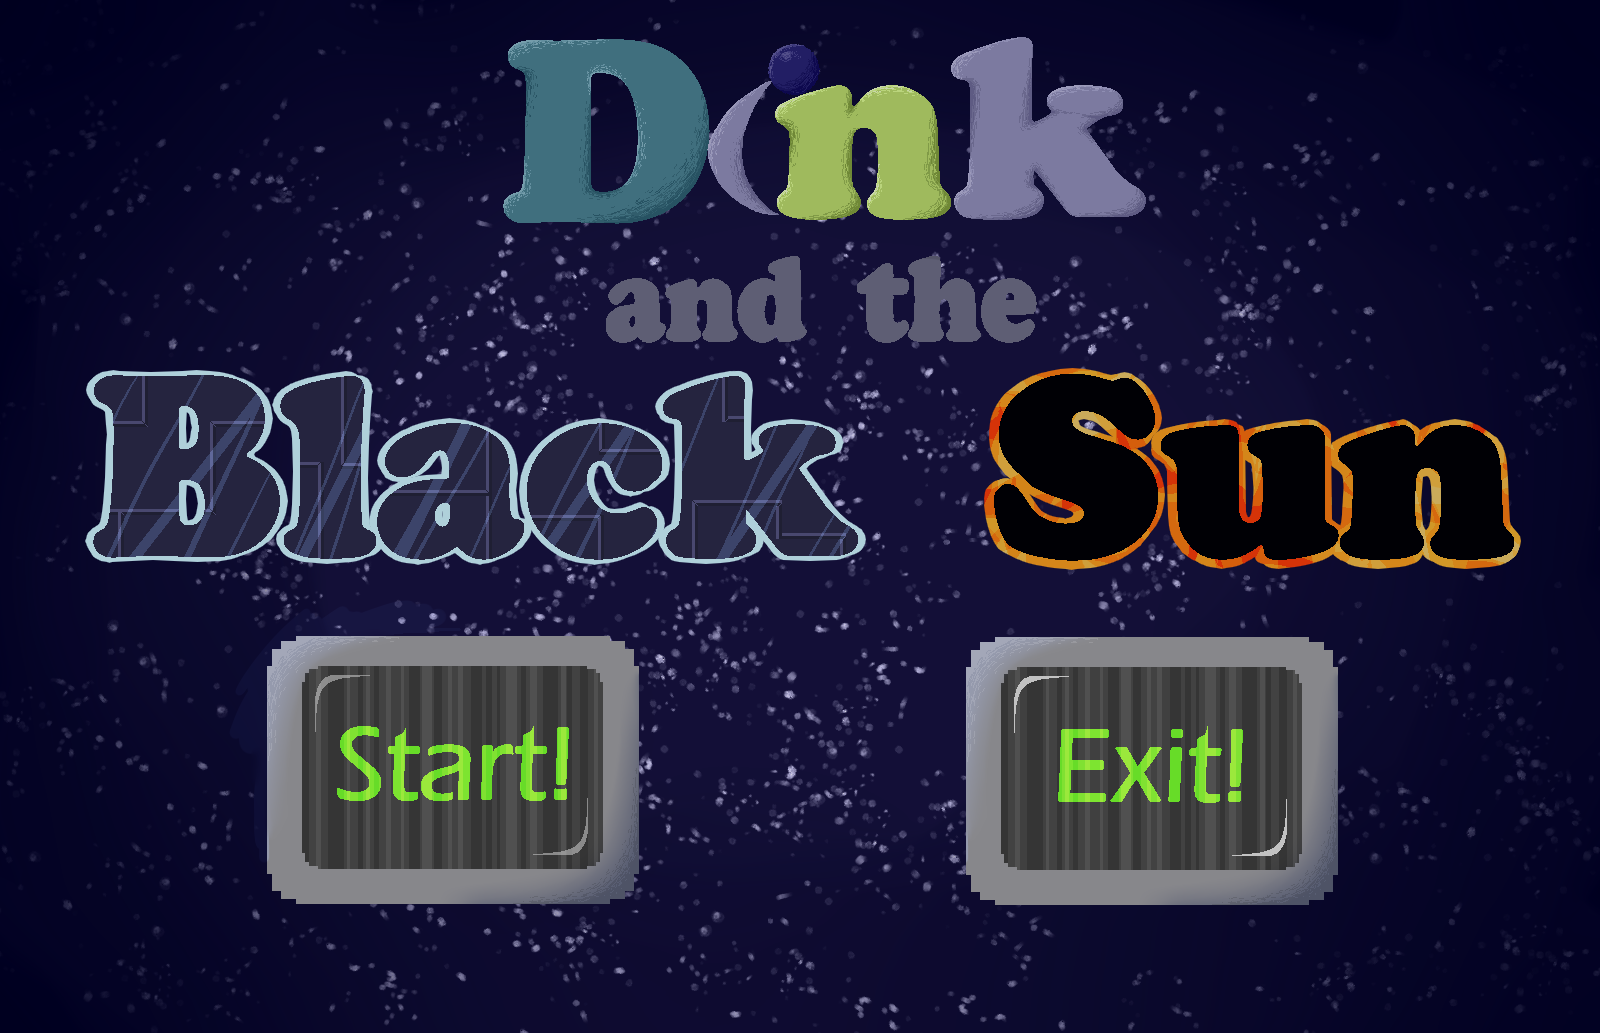 Dink
and the
Black Sun
Start!
Exit!